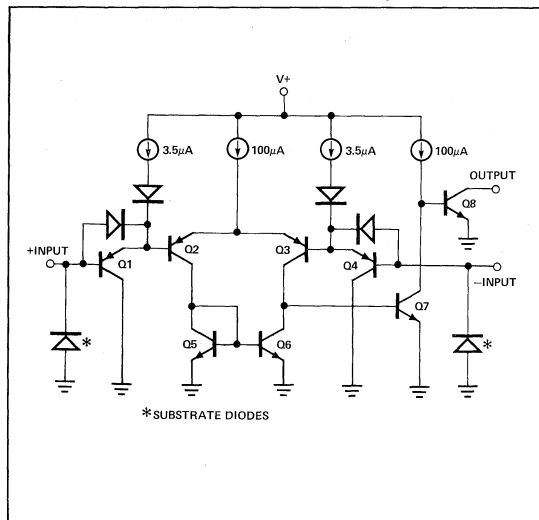 V+
3.5μA
100μA
3.5μA
100μA
OUTPUT
Q8
+INPUT
Q1
Q2
Q3
Q4
−INPUT
Q7
*
Q5
Q6
*
*SUBSTRATE DIODES